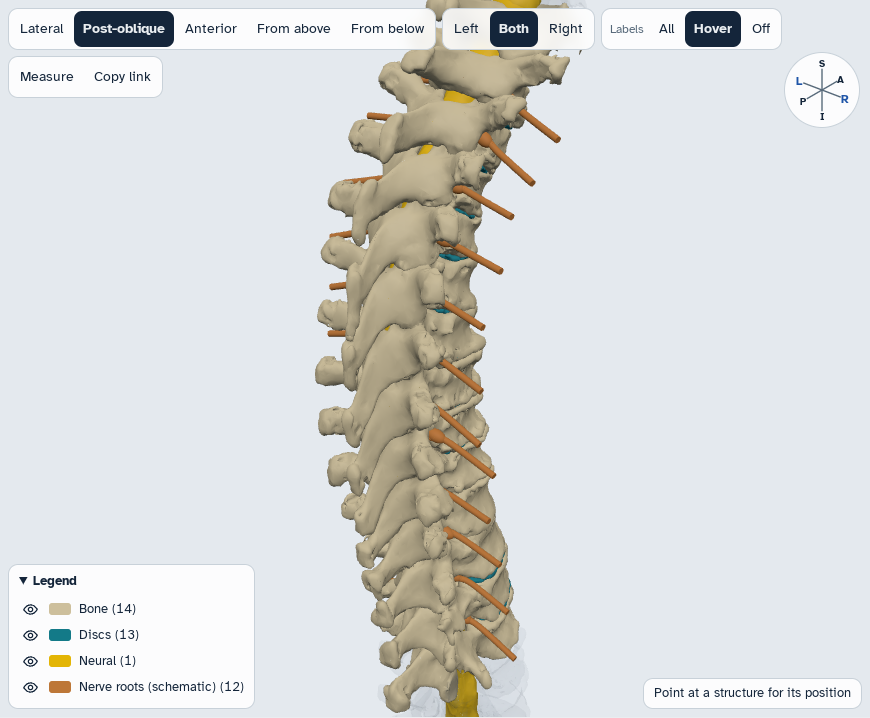 Lateral Post-oblique Anterior From above From below Left Both Right Labels All Hover Off
Measure Copy link
S
L A
P R
I
▼ Legend
Bone (14)
Discs (13)
Neural (1)
Nerve roots (schematic) (12)
Point at a structure for its position